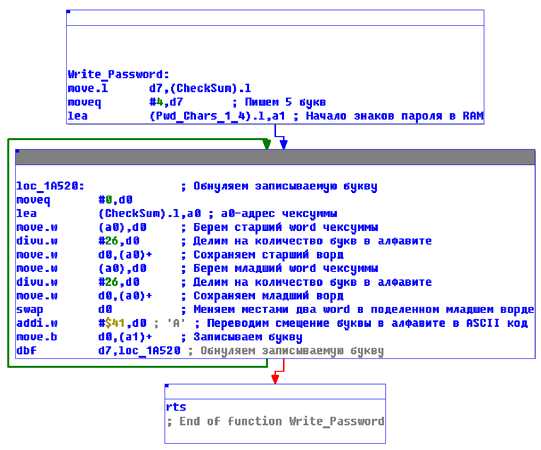 Write_Password:
move.l d7,(CheckSum).l
moveq #4,d7 ; Пишем 5 букв
lea (Pwd_Chars_1_4).l,a1 ; Начало знаков пароля в RAM
loc_1A520: ; Обнуляем записываемую букву
moveq #0,d0
lea (CheckSum).l,a0 ; a0-адрес чексуммы
move.w (a0),d0 ; Берем старший word чексуммы
divu.w #26,d0 ; Делим на количество букв в алфавите
move.w d0,(a0)+ ; Сохраняем старший ворд
move.w (a0),d0 ; Берем младший word чексуммы
divu.w #26,d0 ; Делим на количество букв в алфавите
move.w d0,(a0)+ ; Сохраняем младший ворд
swap d0 ; Меняем местами два word в поделенном младшем ворде
addi.w #$41,d0 ; 'A' ; Переводим смещение буквы в алфавите в ASCII код
move.b d0,(a1)+ ; Записываем букву
dbf d7,loc_1A520 ; Обнуляем записываемую букву
rts
; End of function Write_Password